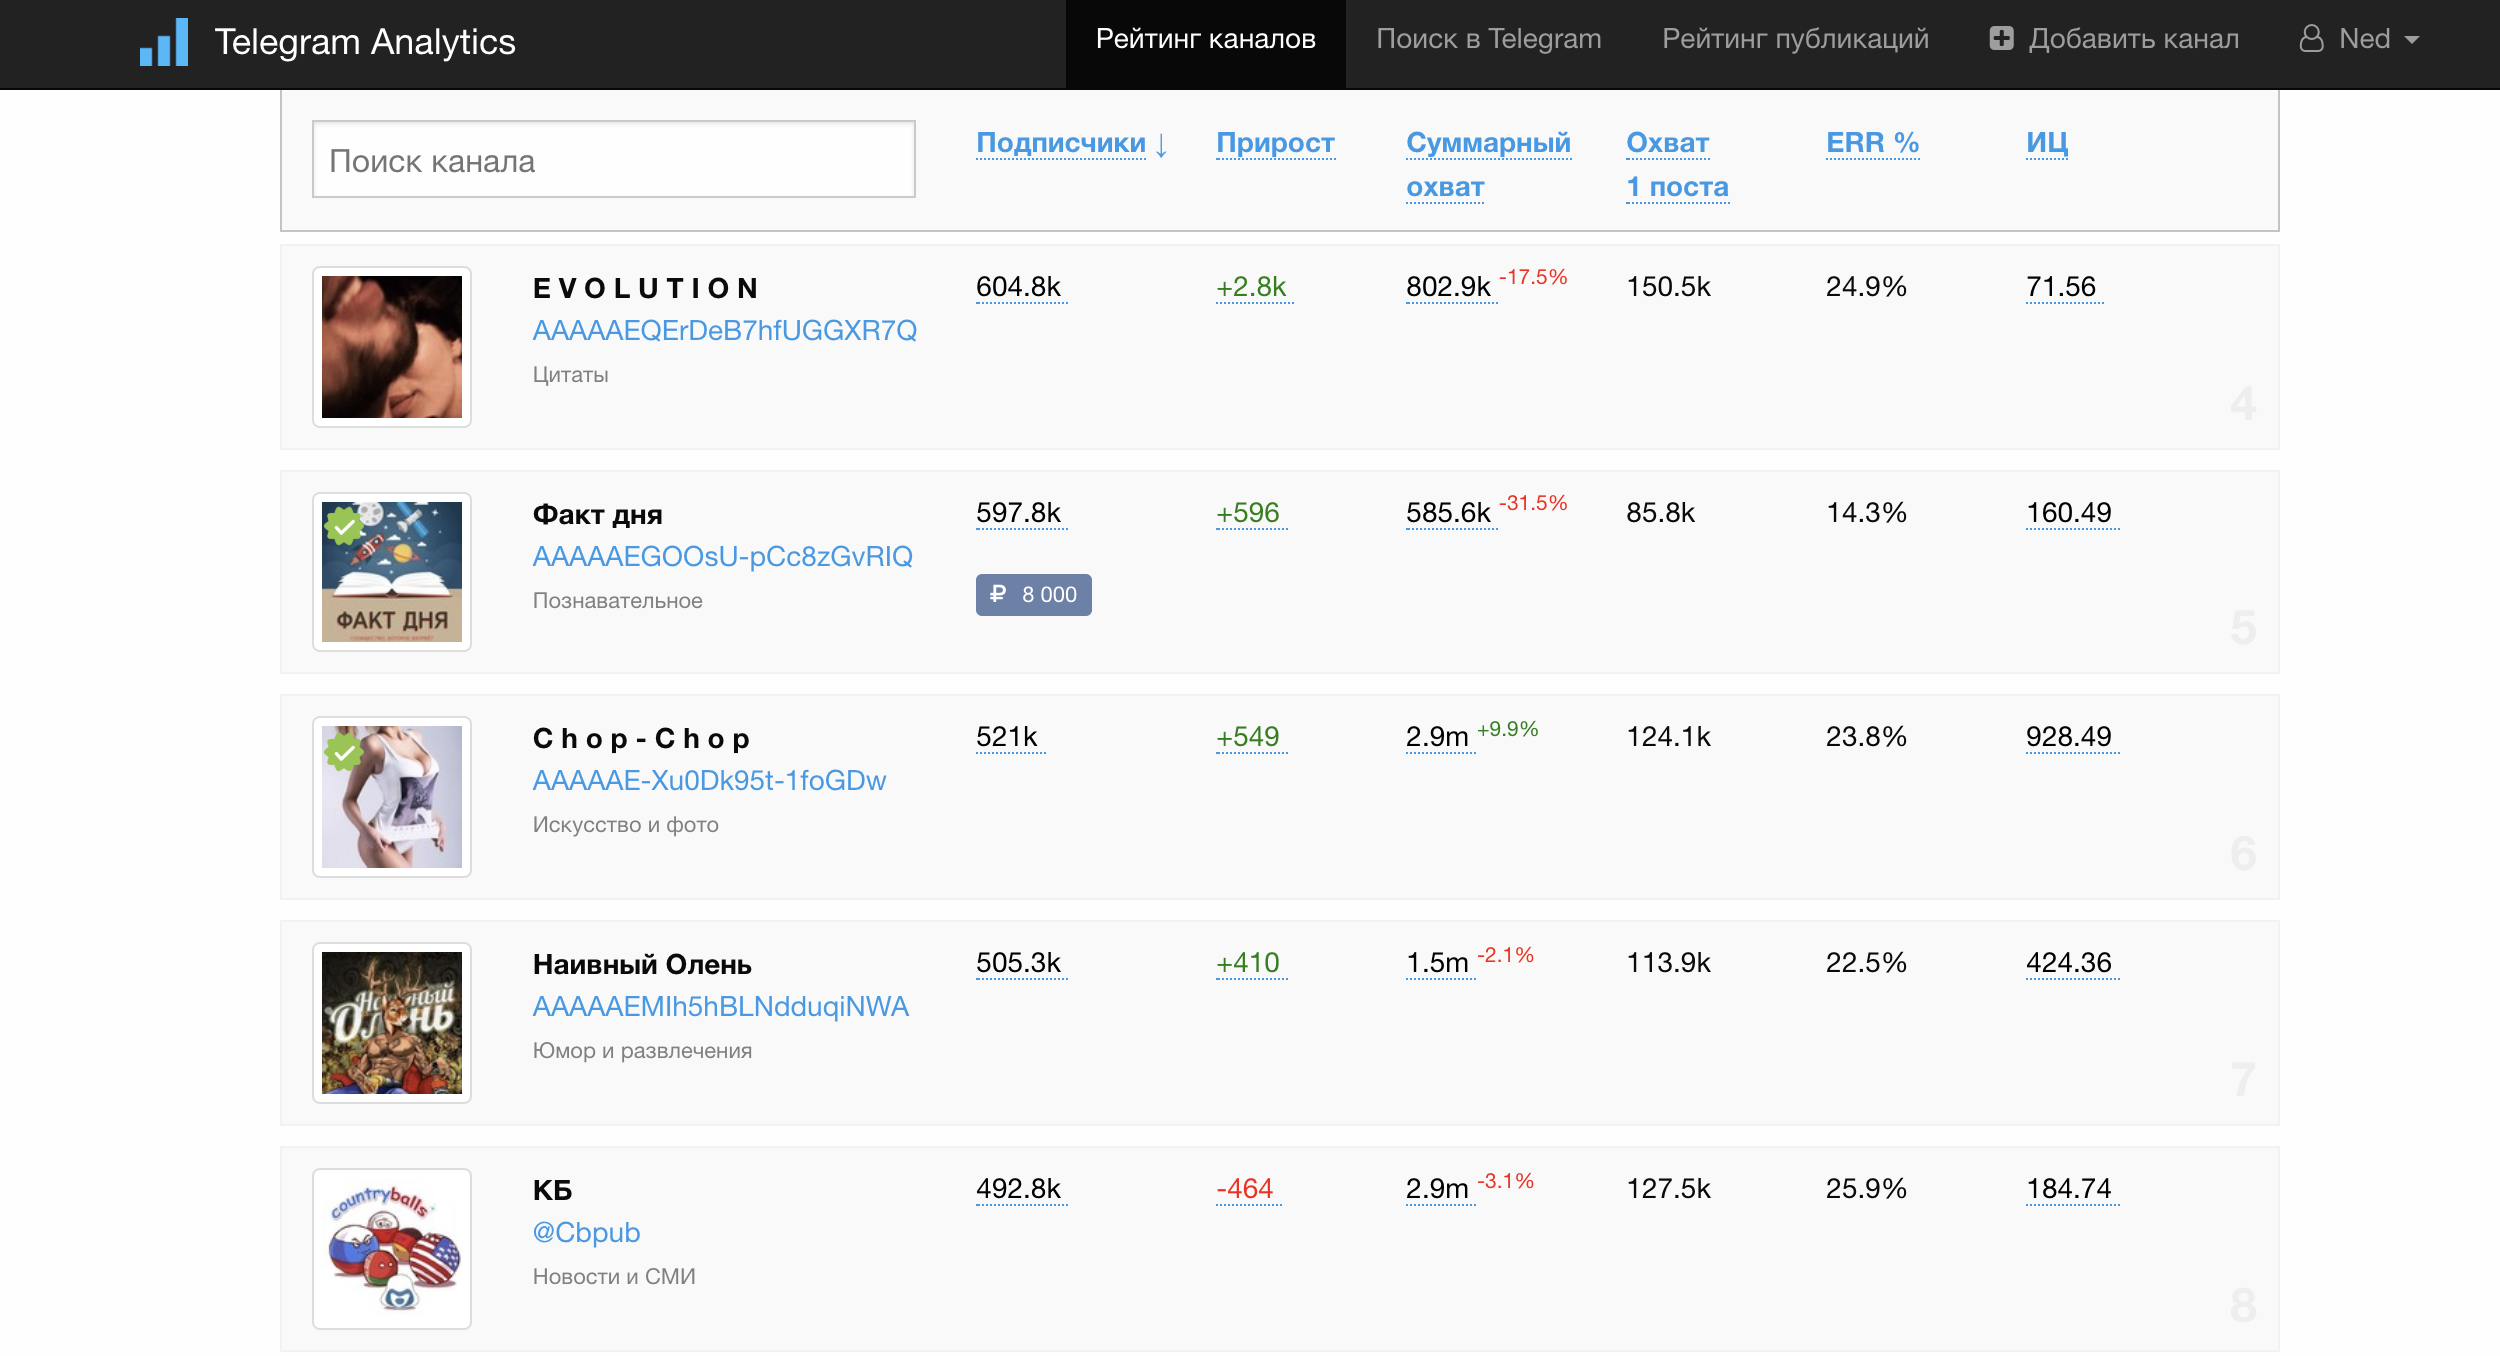 Telegram Analytics
Рейтинг каналов
Поиск в Telegram
Рейтинг публикаций
Добавить канал
Ned
Поиск канала
Подписчики ↓
Прирост
Суммарный
охват
Охват
1 поста
ERR %
ИЦ
E V O L U T I O N
AAAAAEQErDeB7hfUGGXR7Q
Цитаты
604.8k
+2.8k
802.9k -17.5%
150.5k
24.9%
71.56
4
ФАКТ ДНЯ
Факт дня
AAAAAEGOOsU-pCc8zGvRIQ
Познавательное
597.8k
₽ 8 000
+596
585.6k -31.5%
85.8k
14.3%
160.49
5
C h o p - C h o p
AAAAAE-Xu0Dk95t-1foGDw
Искусство и фото
521k
+549
2.9m +9.9%
124.1k
23.8%
928.49
6
Наивный
Олень
Наивный Олень
AAAAAEMIh5hBLNdduqiNWA
Юмор и развлечения
505.3k
+410
1.5m -2.1%
113.9k
22.5%
424.36
7
countryballs
КБ
@Cbpub
Новости и СМИ
492.8k
-464
2.9m -3.1%
127.5k
25.9%
184.74
8